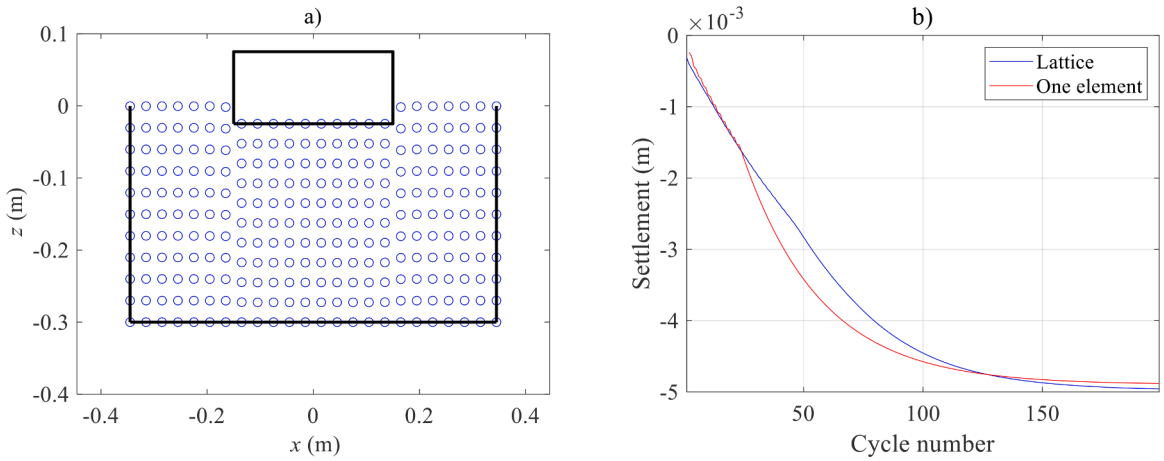 a)
0.1
0
-0.1
-0.2
-0.3
-0.4
z (m)
-0.4 -0.2 0 0.2 0.4
x (m)
b)
×10⁻³
0
-1
-2
-3
-4
-5
Settlement (m)
Lattice
One element
50 100 150
Cycle number